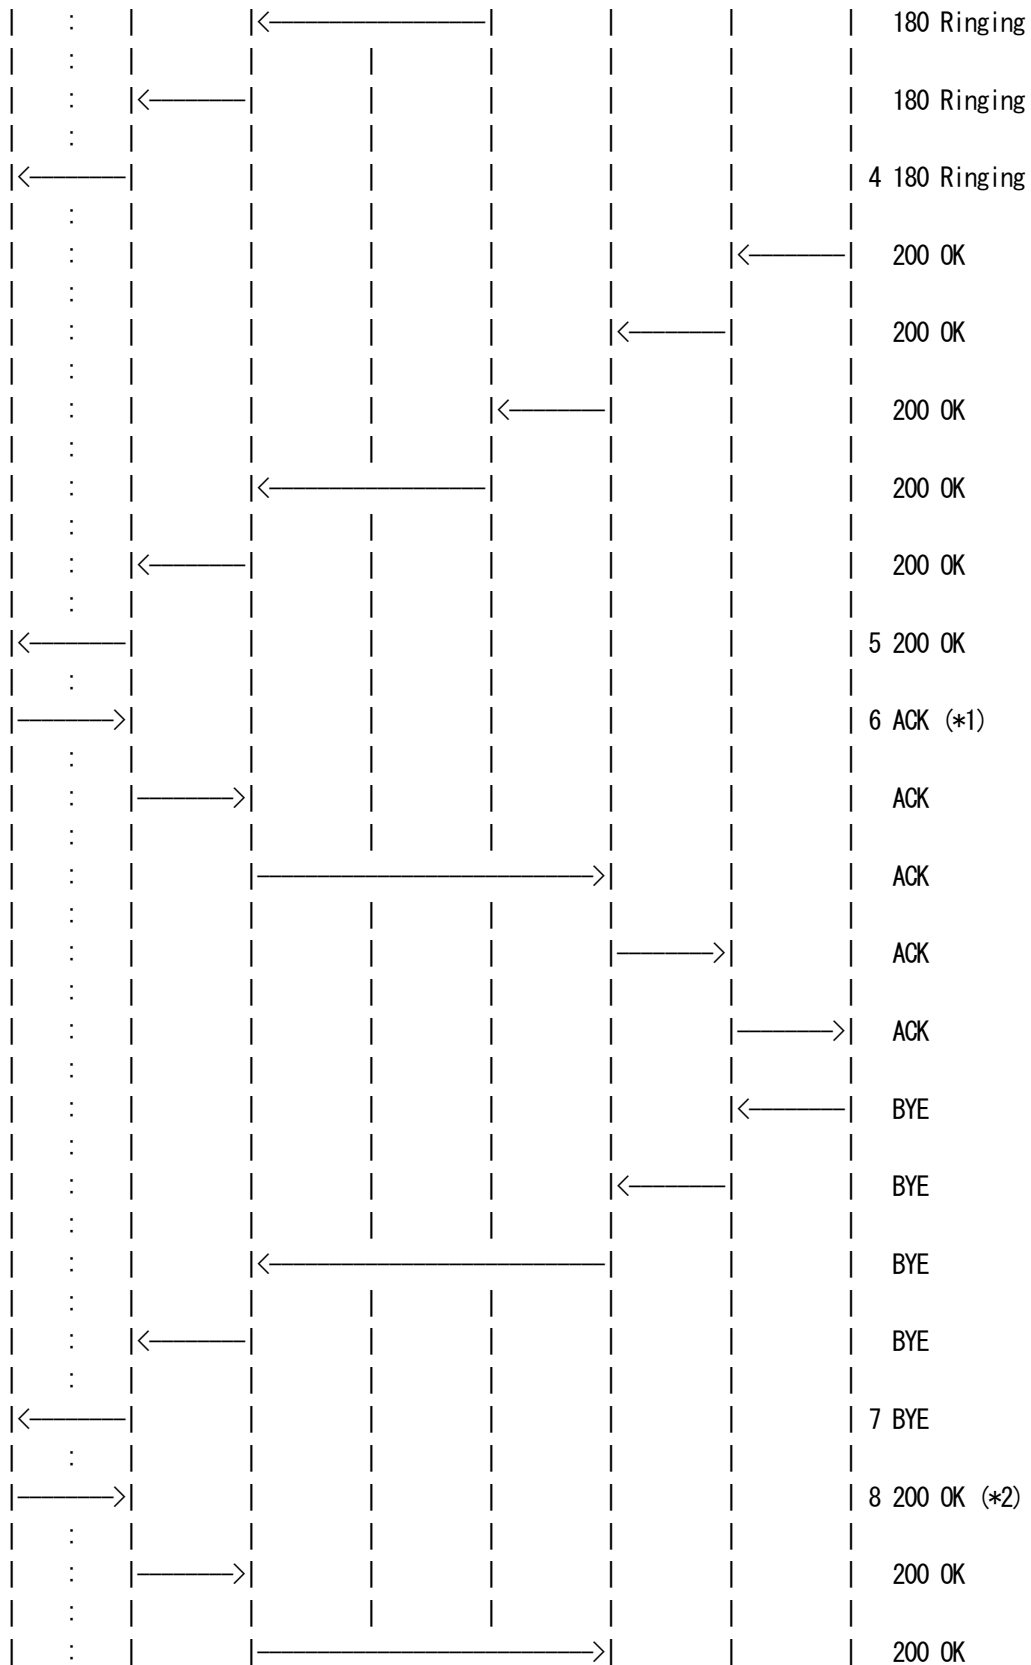 180 Ringing
180 Ringing
4 180 Ringing
200 OK
200 OK
200 OK
200 OK
200 OK
5 200 OK
6 ACK (*1)
ACK
ACK
ACK
ACK
BYE
BYE
BYE
BYE
7 BYE
8 200 OK (*2)
200 OK
200 OK